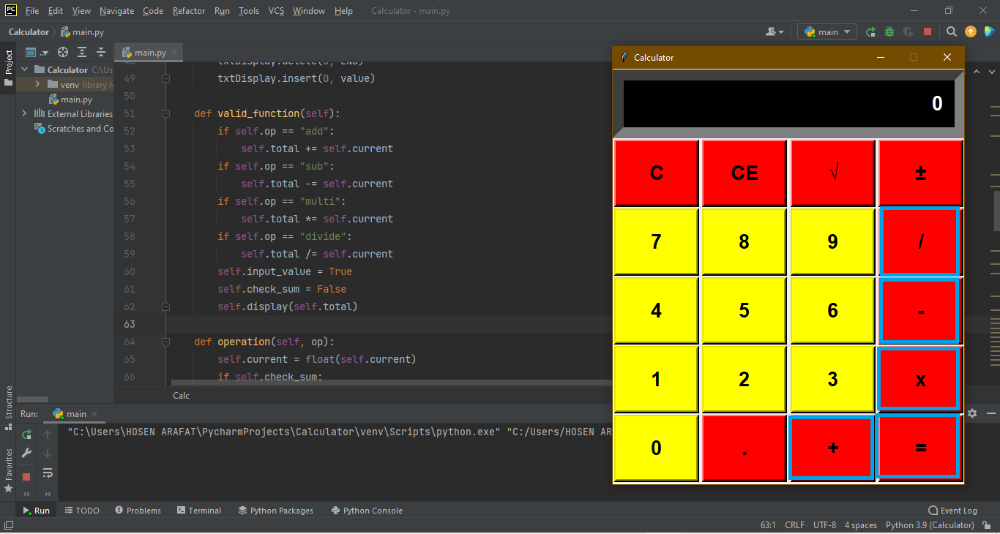 PC File Edit View Navigate Code Refactor Run Tools VCS Window Help Calculator - main.py
Calculator main.py main
Project main.py
Calculator C:\Us
venv library r
main.py
External Libraries
Scratches and Co
49 txtDisplay.insert(0, value)
50
51 def valid_function(self):
52 if self.op == "add":
53 self.total += self.current
54 if self.op == "sub":
55 self.total -= self.current
56 if self.op == "multi":
57 self.total *= self.current
58 if self.op == "divide":
59 self.total /= self.current
60 self.input_value = True
61 self.check_sum = False
62 self.display(self.total)
63
64 def operation(self, op):
65 self.current = float(self.current)
66 if self.check_sum:
Calc
Calculator
0
C CE √ ±
7 8 9 /
4 5 6 -
1 2 3 x
0 . + =
Structure
Favorites
Run: main
"C:\Users\HOSEN ARAFAT\PycharmProjects\Calculator\venv\Scripts\python.exe" "C:/Users/HOSEN AR
Run TODO Problems Terminal Python Packages Python Console Event Log
63:1 CRLF UTF-8 4 spaces Python 3.9 (Calculator)